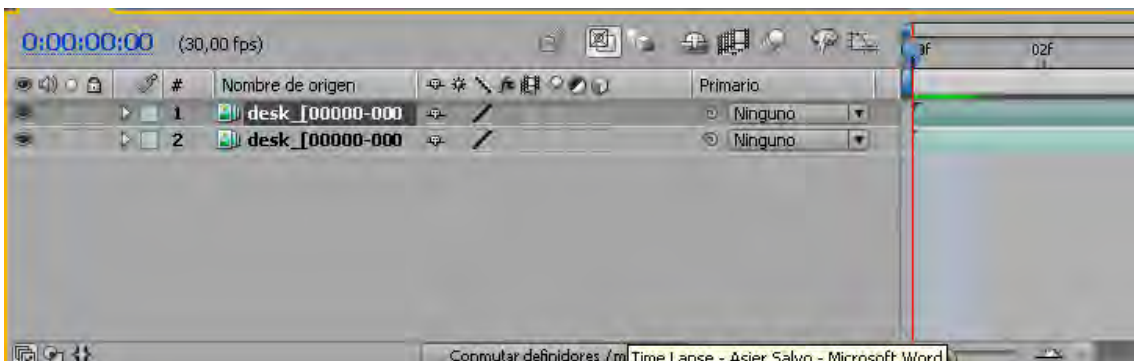 0:00:00:00 (30,00 fps)
02F
# Nombre de origen Primario
1 desk_[00000-000 Ninguno
2 desk_[00000-000 Ninguno
Conmutar definidores / m Time Lapse - Asier Salvo - Microsoft Word